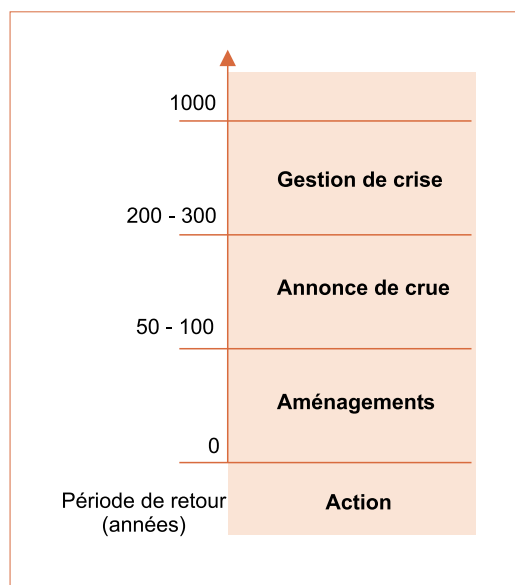 1000
Gestion de crise
200 - 300
Annonce de crue
50 - 100
Aménagements
0
Période de retour
(années)
Action